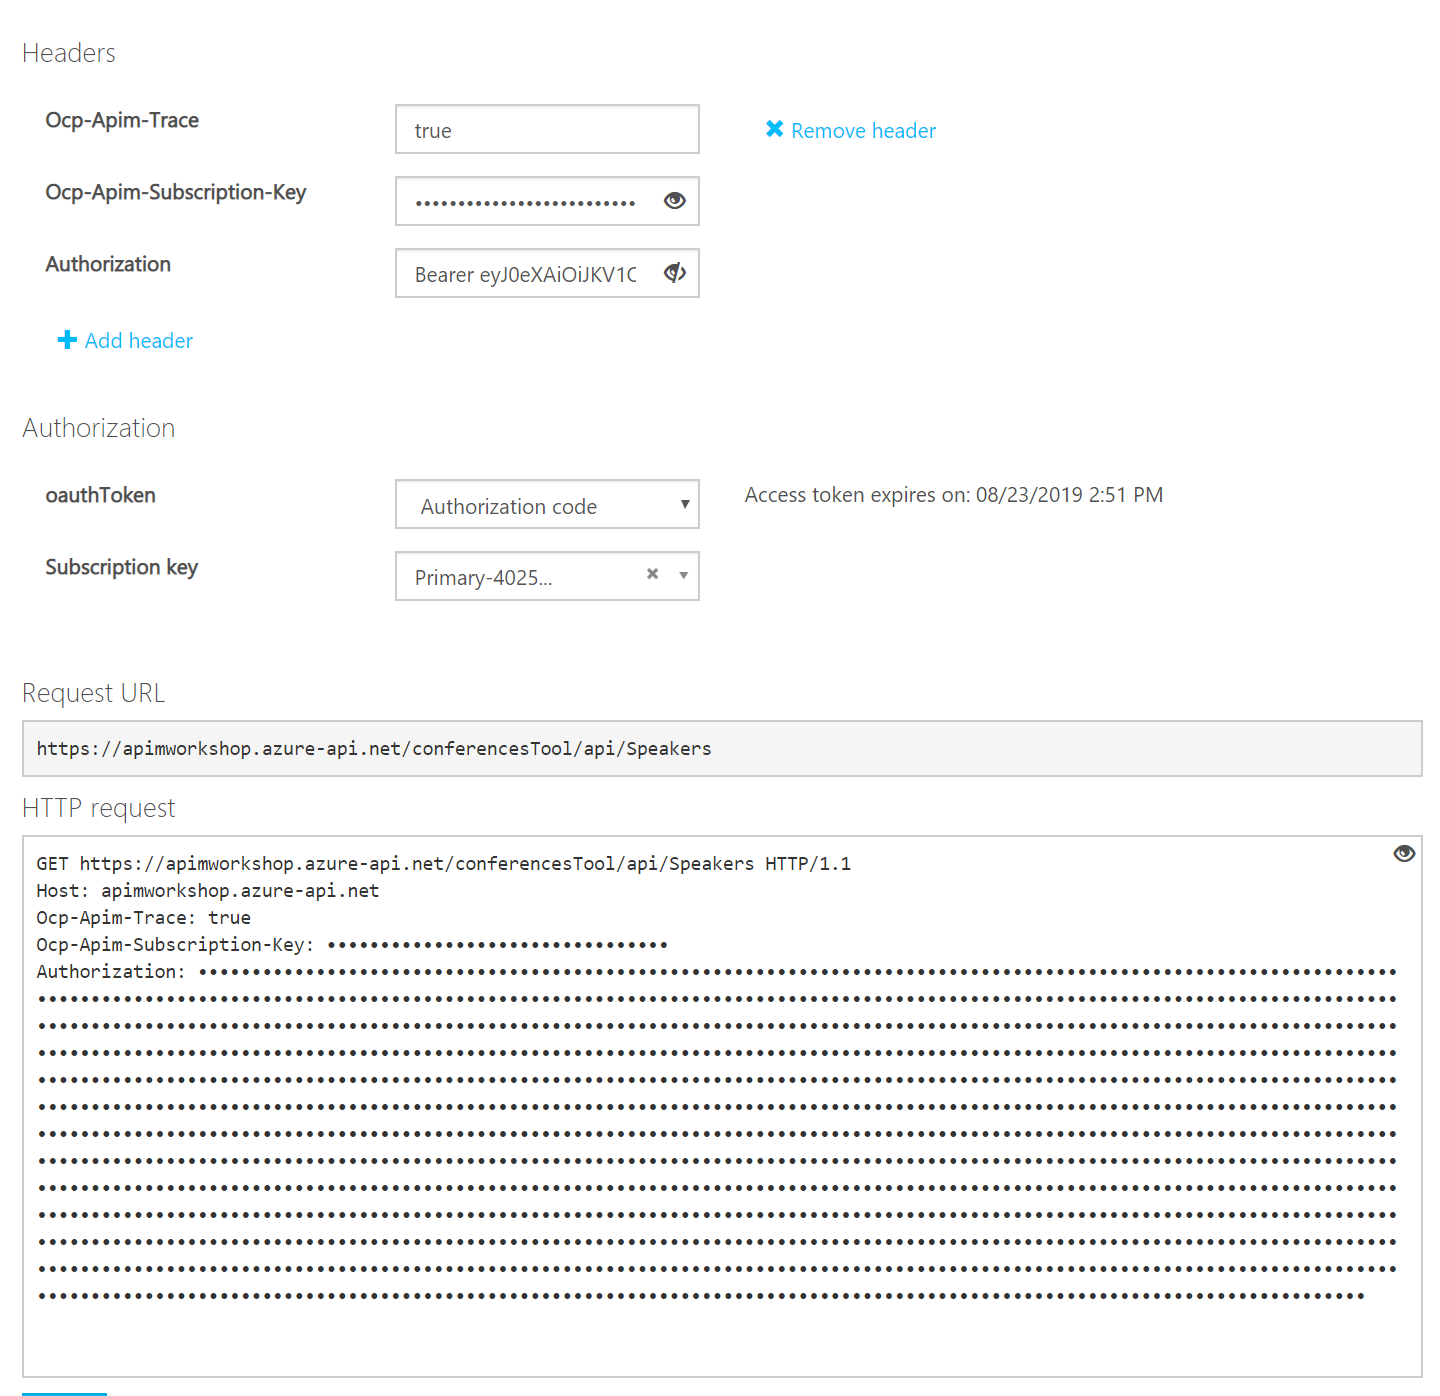 Headers
Ocp-Apim-Trace
true
Remove header
Ocp-Apim-Subscription-Key
••••••••••••••••••••••••••
Authorization
Bearer eyJ0eXAiOiJKV1C
Add header
Authorization
oauthToken
Authorization code
Access token expires on: 08/23/2019 2:51 PM
Subscription key
Primary-4025...
Request URL
https://apimworkshop.azure-api.net/conferencesTool/api/Speakers
HTTP request
GET https://apimworkshop.azure-api.net/conferencesTool/api/Speakers HTTP/1.1
Host: apimworkshop.azure-api.net
Ocp-Apim-Trace: true
Ocp-Apim-Subscription-Key: ••••••••••••••••••••••••••••••••
Authorization: